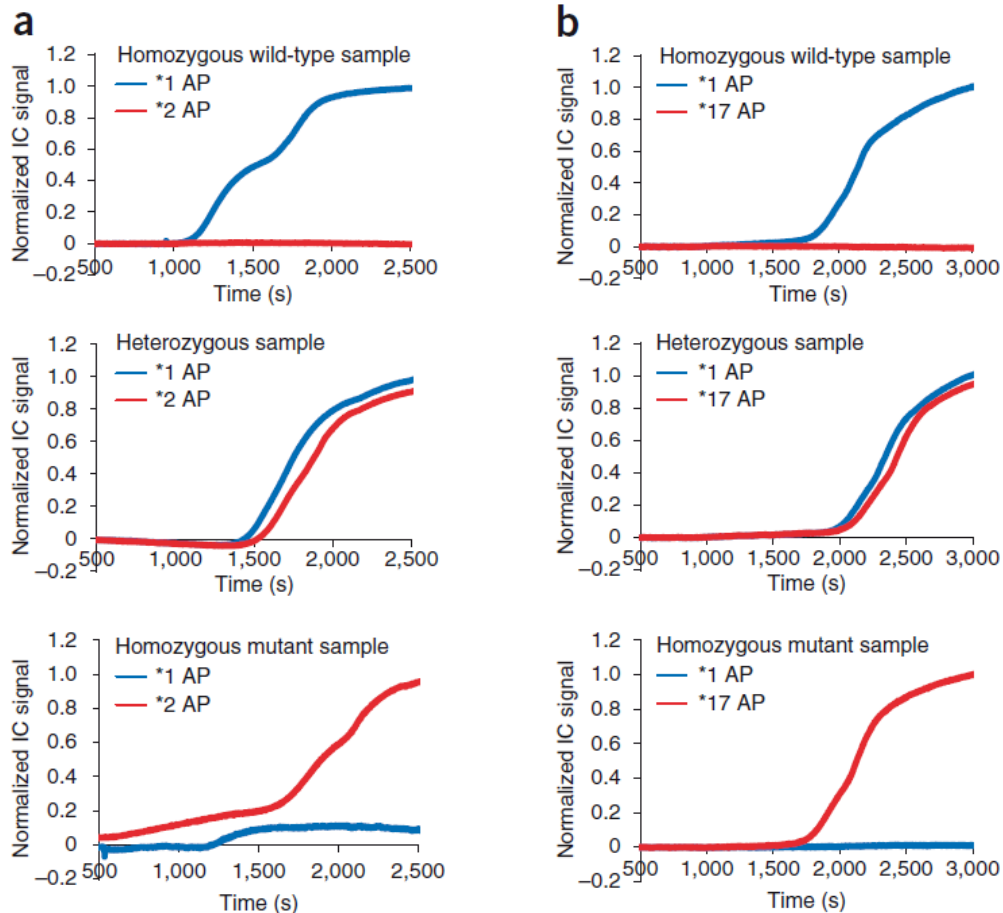 a
Normalized IC signal
1.2
1.0
0.8
0.6
0.4
0.2
0
–0.2
Homozygous wild-type sample
*1 AP
*2 AP
500 1,000 1,500 2,000 2,500
Time (s)
Normalized IC signal
1.2
1.0
0.8
0.6
0.4
0.2
0
–0.2
Heterozygous sample
*1 AP
*2 AP
500 1,000 1,500 2,000 2,500
Time (s)
Normalized IC signal
1.2
1.0
0.8
0.6
0.4
0.2
0
–0.2
Homozygous mutant sample
*1 AP
*2 AP
500 1,000 1,500 2,000 2,500
Time (s)
b
Normalized IC signal
1.2
1.0
0.8
0.6
0.4
0.2
0
–0.2
Homozygous wild-type sample
*1 AP
*17 AP
500 1,000 1,500 2,000 2,500 3,000
Time (s)
Normalized IC signal
1.2
1.0
0.8
0.6
0.4
0.2
0
–0.2
Heterozygous sample
*1 AP
*17 AP
500 1,000 1,500 2,000 2,500 3,000
Time (s)
Normalized IC signal
1.2
1.0
0.8
0.6
0.4
0.2
0
–0.2
Homozygous mutant sample
*1 AP
*17 AP
500 1,000 1,500 2,000 2,500 3,000
Time (s)